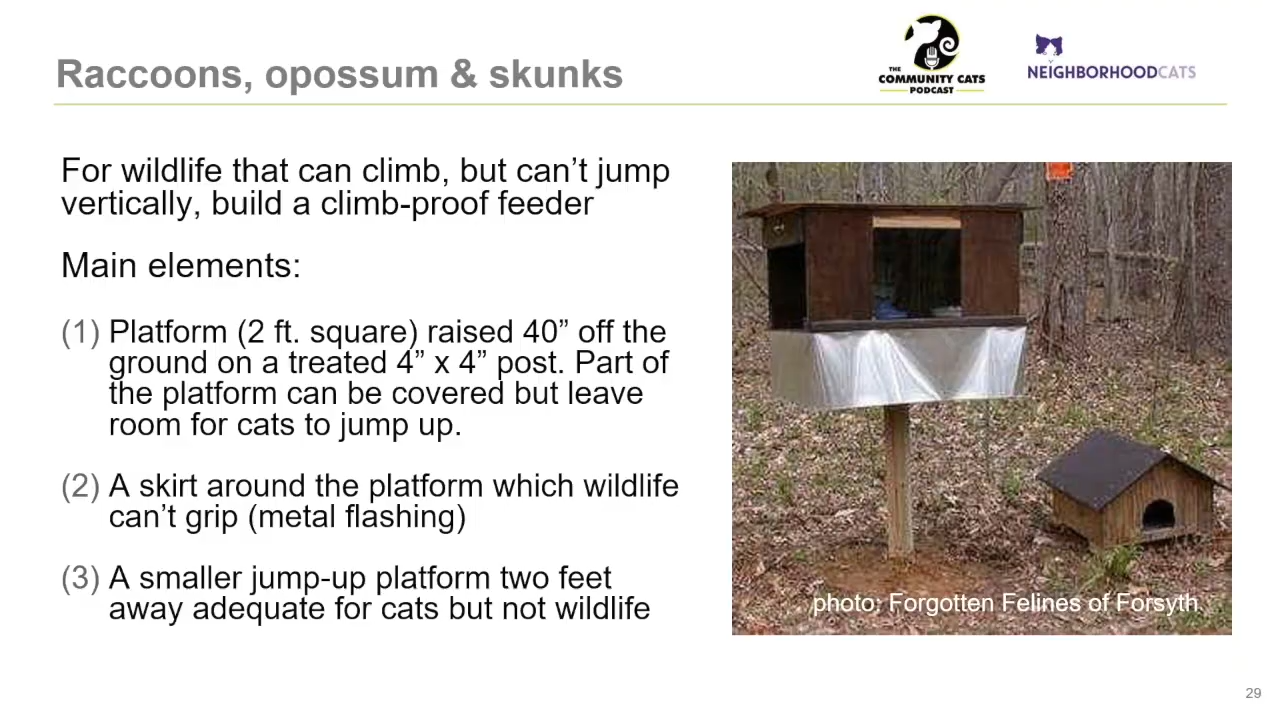 Raccoons, opossum & skunks
THE
COMMUNITY CATS
PODCAST
NEIGHBORHOODCATS
For wildlife that can climb, but can’t jump
vertically, build a climb-proof feeder
Main elements:
(1) Platform (2 ft. square) raised 40” off the
ground on a treated 4” x 4” post. Part of
the platform can be covered but leave
room for cats to jump up.
(2) A skirt around the platform which wildlife
can’t grip (metal flashing)
(3) A smaller jump-up platform two feet
away adequate for cats but not wildlife
photo: Forgotten Felines of Forsyth
29